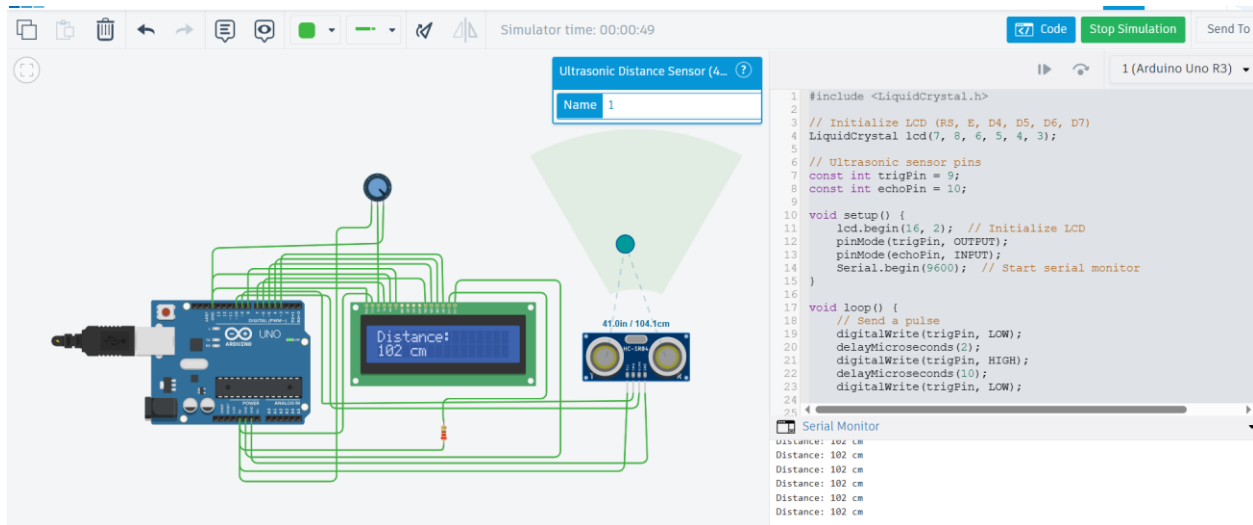 Simulator time: 00:00:49
Code
Stop Simulation
Send To
Ultrasonic Distance Sensor (4... ?
Name 1
1 (Arduino Uno R3)
1 #include <LiquidCrystal.h>
2
3 // Initialize LCD (RS, E, D4, D5, D6, D7)
4 LiquidCrystal lcd(7, 8, 6, 5, 4, 3);
5
6 // Ultrasonic sensor pins
7 const int trigPin = 9;
8 const int echoPin = 10;
9
10 void setup() {
11 lcd.begin(16, 2); // Initialize LCD
12 pinMode(trigPin, OUTPUT);
13 pinMode(echoPin, INPUT);
14 Serial.begin(9600); // Start serial monitor
15 }
16
17 void loop() {
18 // Send a pulse
19 digitalWrite(trigPin, LOW);
20 delayMicroseconds(2);
21 digitalWrite(trigPin, HIGH);
22 delayMicroseconds(10);
23 digitalWrite(trigPin, LOW);
24
25
DIGITAL (PWM~)
UNO
ARDUINO
POWER
ANALOG IN
Distance:
102 cm
41.0in / 104.1cm
HC-SR04
T
Serial Monitor
Distance: 102 cm
Distance: 102 cm
Distance: 102 cm
Distance: 102 cm
Distance: 102 cm
Distance: 102 cm